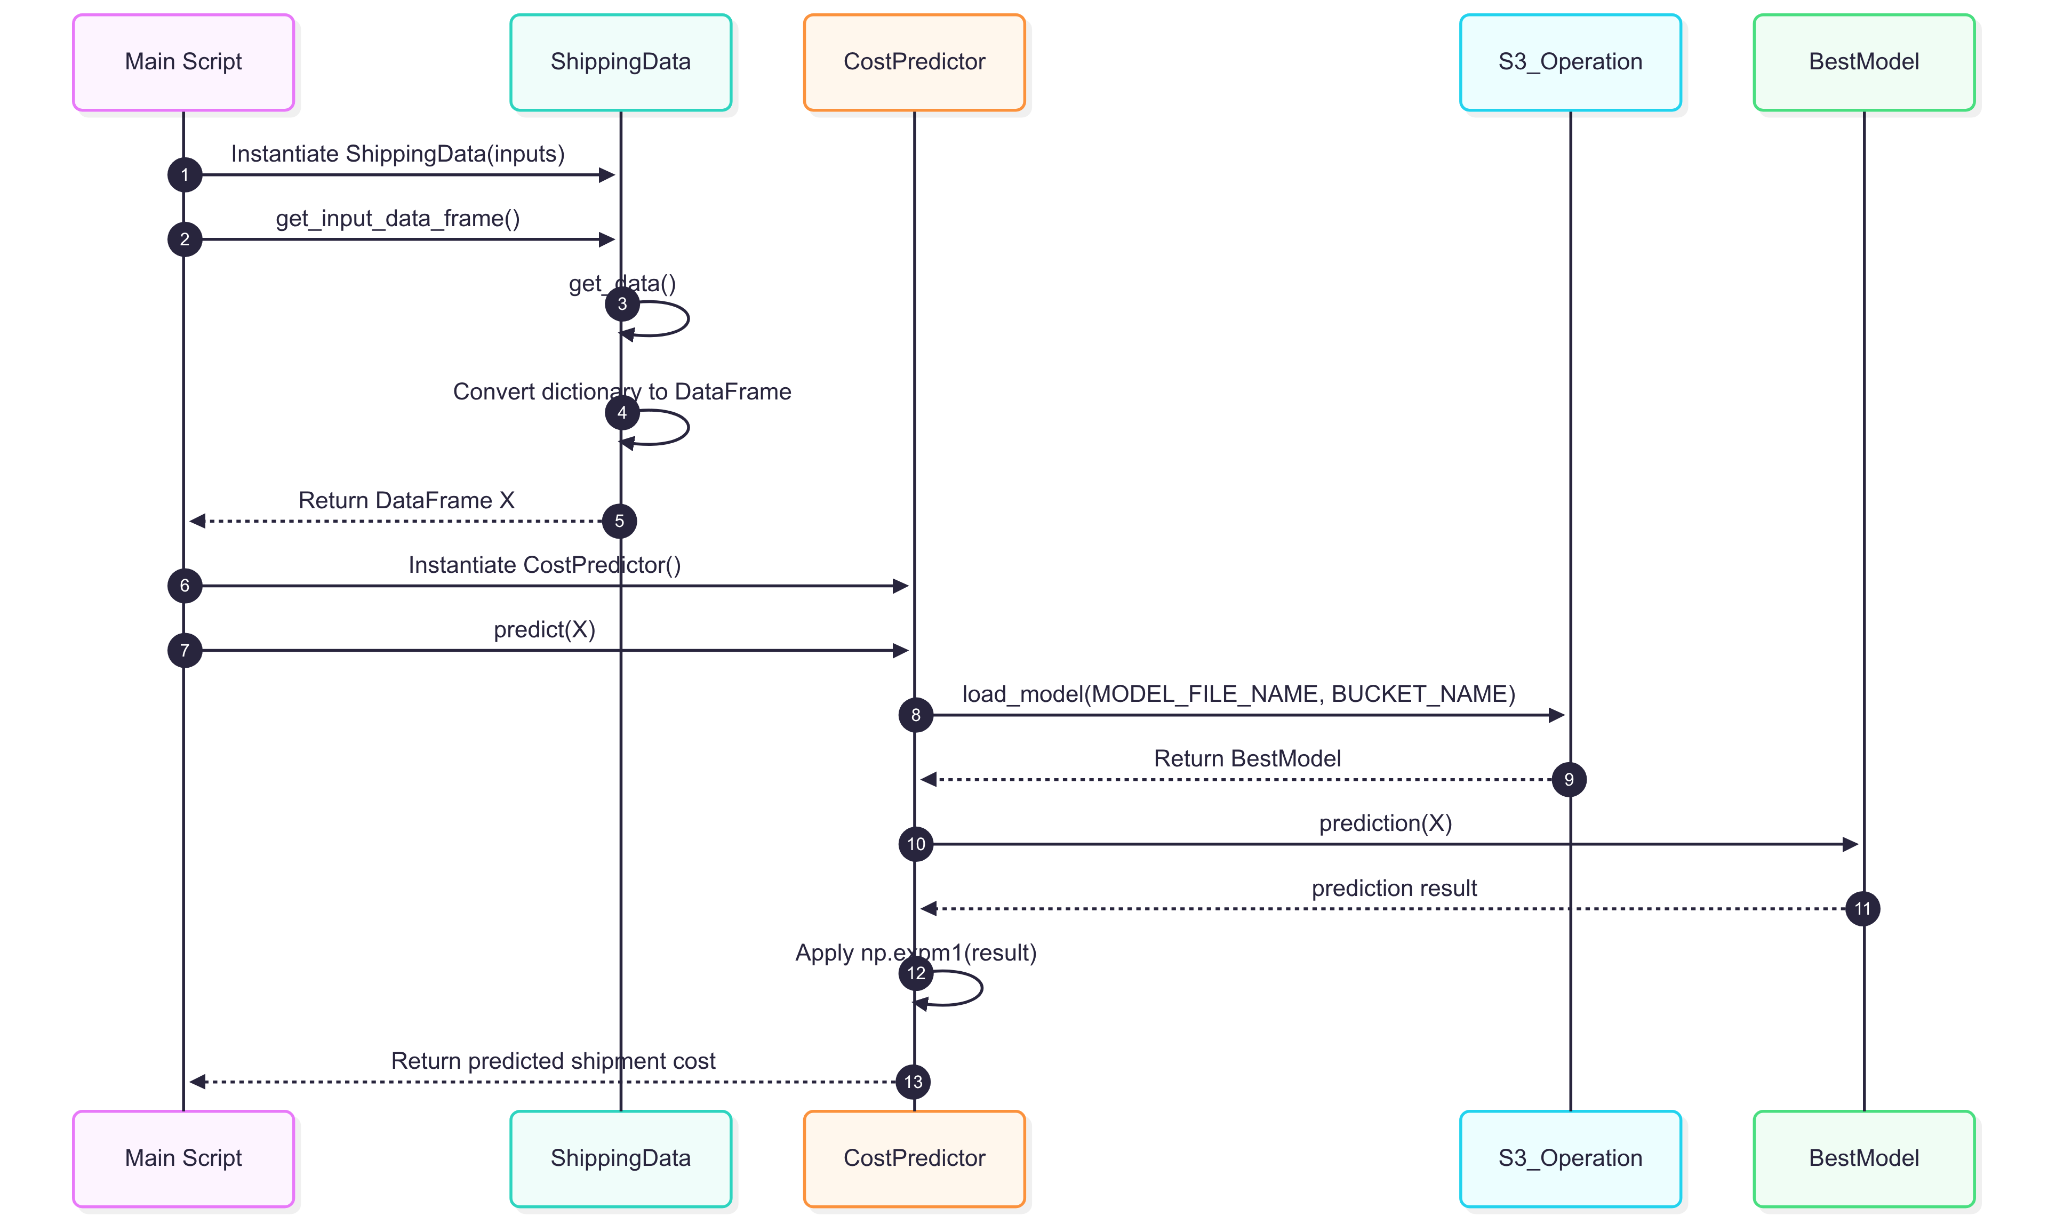 Main Script
ShippingData
CostPredictor
S3_Operation
BestModel
Instantiate ShippingData(inputs)
1
get_input_data_frame()
2
get_data()
3
Convert dictionary to DataFrame
4
Return DataFrame X
5
Instantiate CostPredictor()
6
predict(X)
7
load_model(MODEL_FILE_NAME, BUCKET_NAME)
8
Return BestModel
9
prediction(X)
10
prediction result
11
Apply np.expm1(result)
12
Return predicted shipment cost
13
Main Script
ShippingData
CostPredictor
S3_Operation
BestModel